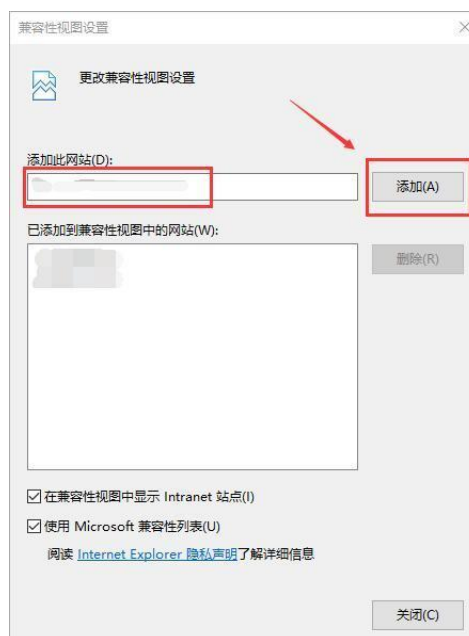 兼容性视图设置
更改兼容性视图设置
添加此网站(D):
添加(A)
已添加到兼容性视图中的网站(W):
删除(R)
在兼容性视图中显示 Intranet 站点(I)
使用 Microsoft 兼容性列表(U)
阅读 Internet Explorer 隐私声明了解详细信息
关闭(C)